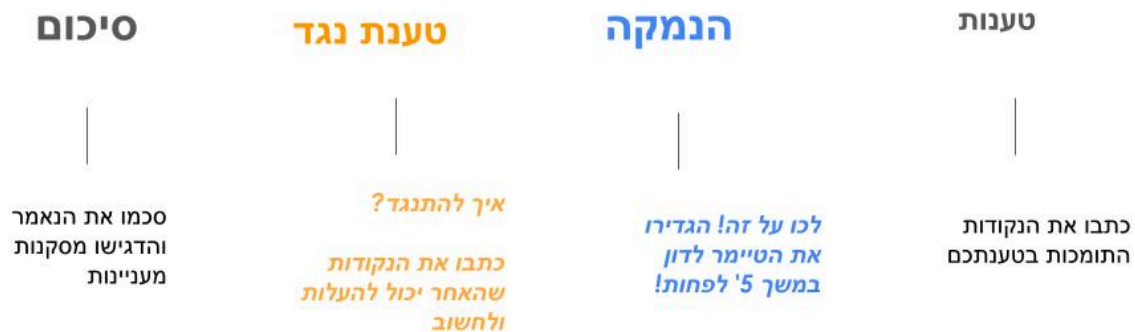 טענות
כתבו את הנקודות
התומכות בטענתכם
הנמקה
לכו על זה! הגדירו
את הטיימר לדון
במשך 5' לפחות!
טענת נגד
איך להתנגד?
כתבו את הנקודות
שהאחר יכול להעלות
ולחשוב
סיכום
סכמו את הנאמר
והדגישו מסקנות
מעניינות